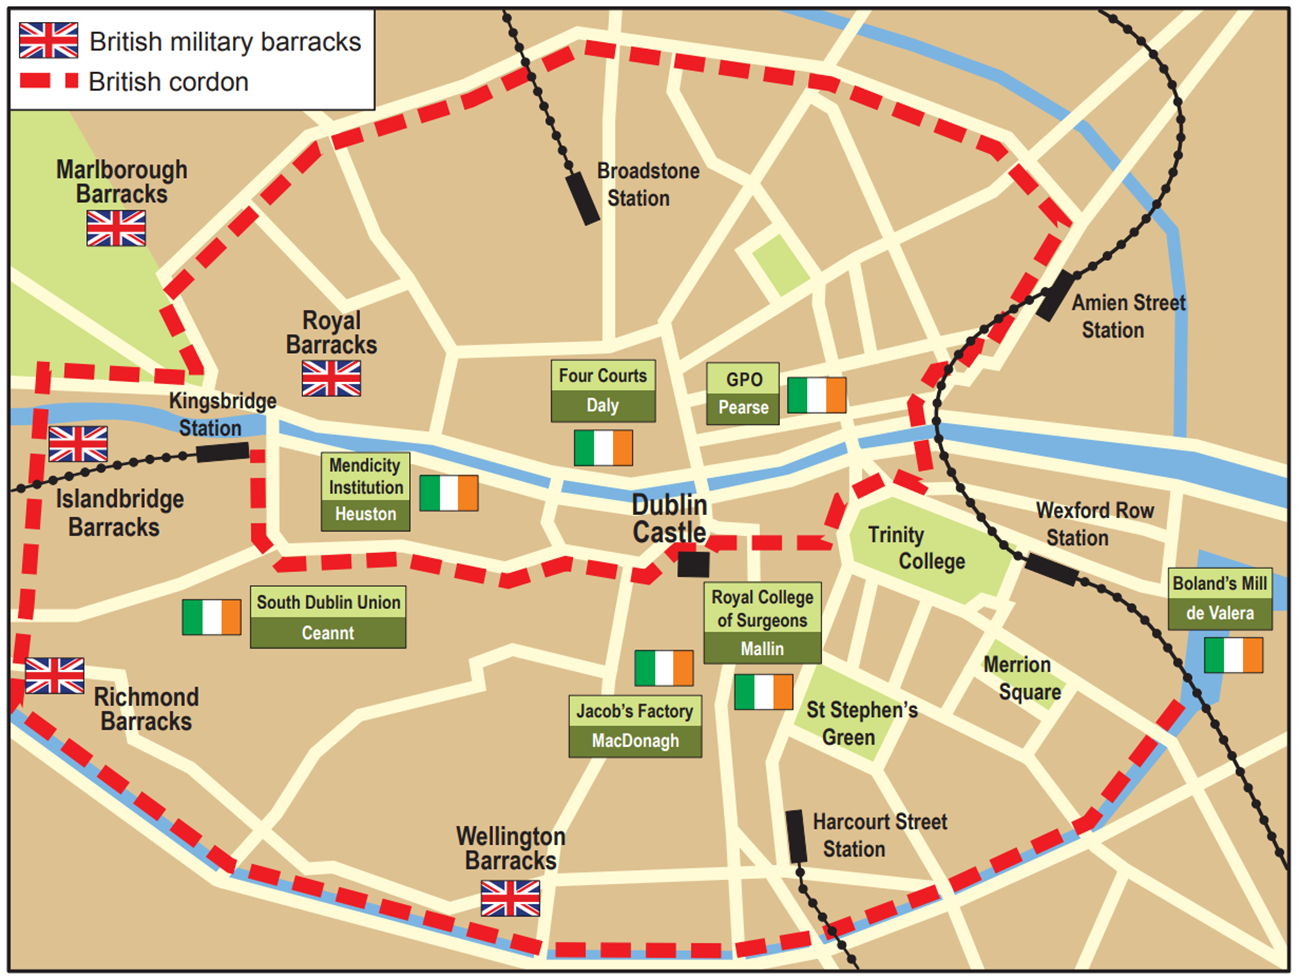 British military barracks
British cordon
Marlborough
Barracks
Broadstone
Station
Royal
Barracks
Amien Street
Station
Kingsbridge
Station
Four Courts
Daly
GPO
Pearse
Islandbridge
Barracks
Mendicity
Institution
Heuston
Dublin
Castle
Trinity
College
Wexford Row
Station
Boland's Mill
de Valera
South Dublin Union
Ceannt
Royal College
of Surgeons
Mallin
Richmond
Barracks
Jacob's Factory
MacDonagh
St Stephen's
Green
Merrion
Square
Wellington
Barracks
Harcourt Street
Station